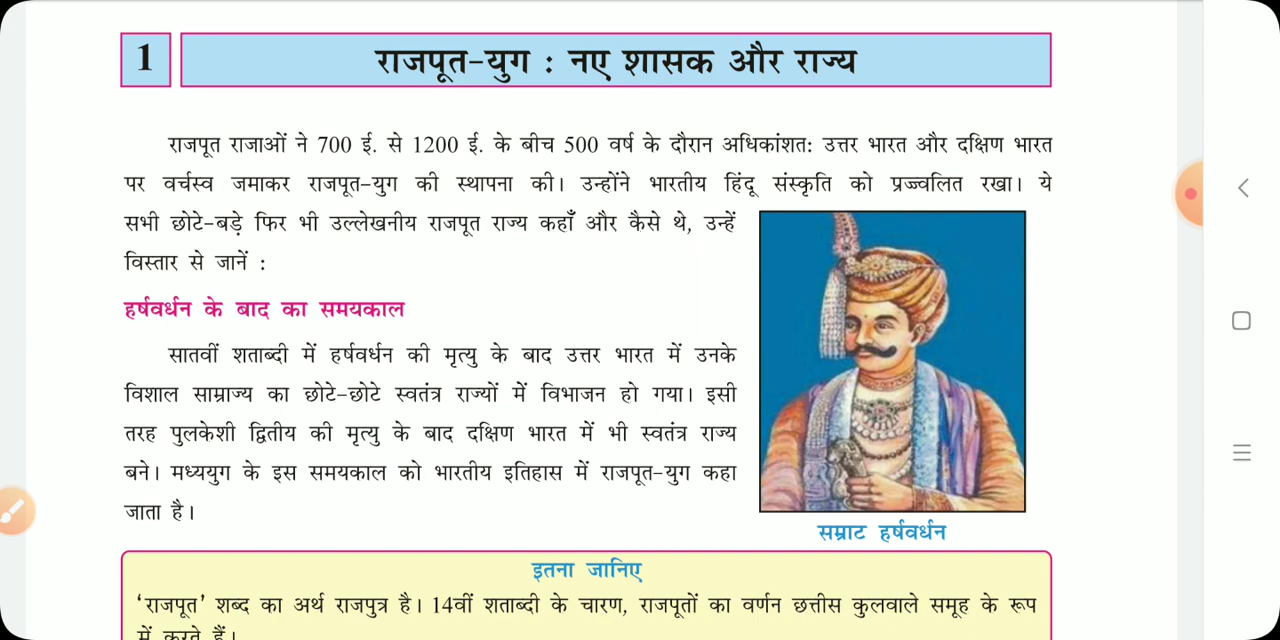 1
राजपूत-युग : नए शासक और राज्य
राजपूत राजाओं ने 700 ई. से 1200 ई. के बीच 500 वर्ष के दौरान अधिकांशतः उत्तर भारत और दक्षिण भारत
पर वर्चस्व जमाकर राजपूत-युग की स्थापना की। उन्होंने भारतीय हिंदू संस्कृति को प्रज्ज्वलित रखा। ये
सभी छोटे-बड़े फिर भी उल्लेखनीय राजपूत राज्य कहाँ और कैसे थे, उन्हें
विस्तार से जानें :
हर्षवर्धन के बाद का समयकाल
सातवीं शताब्दी में हर्षवर्धन की मृत्यु के बाद उत्तर भारत में उनके
विशाल साम्राज्य का छोटे-छोटे स्वतंत्र राज्यों में विभाजन हो गया। इसी
तरह पुलकेशी द्वितीय की मृत्यु के बाद दक्षिण भारत में भी स्वतंत्र राज्य
बने। मध्ययुग के इस समयकाल को भारतीय इतिहास में राजपूत-युग कहा
जाता है।
सम्राट हर्षवर्धन
इतना जानिए
'राजपूत' शब्द का अर्थ राजपुत्र है। 14वीं शताब्दी के चारण, राजपूतों का वर्णन छत्तीस कुलवाले समूह के रूप
में करते हैं।